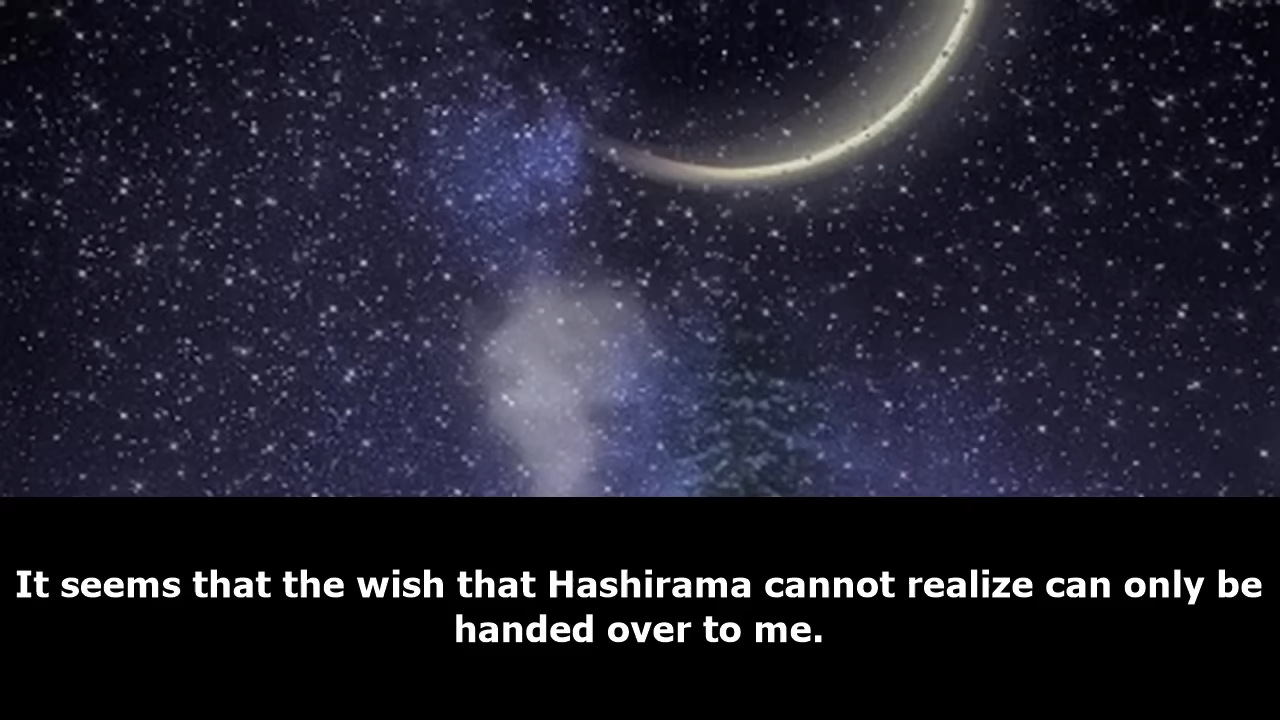 It seems that the wish that Hashirama cannot realize can only be
handed over to me.